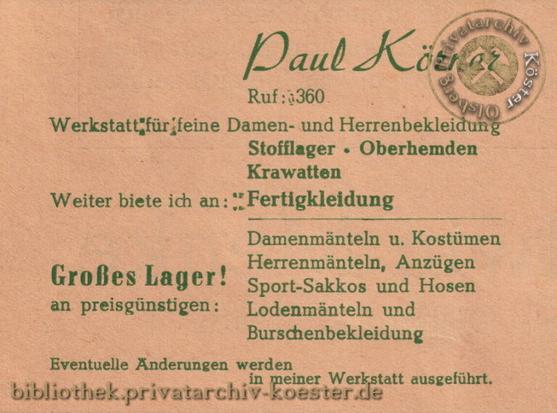 Paul Körner
Ruf: 360
Werkstatt für feine Damen- und Herrenbekleidung
Stofflager • Oberhemden
Krawatten
Weiter biete ich an: Fertigkleidung
Damenmänteln u. Kostümen
Herrenmänteln, Anzügen
Großes Lager! Sport-Sakkos und Hosen
an preisgünstigen: Lodenmänteln und
Burschenbekleidung
Eventuelle Änderungen werden
in meiner Werkstatt ausgeführt.
bibliothek.privatarchiv-koester.de
Privatarchiv Köster Olsberg